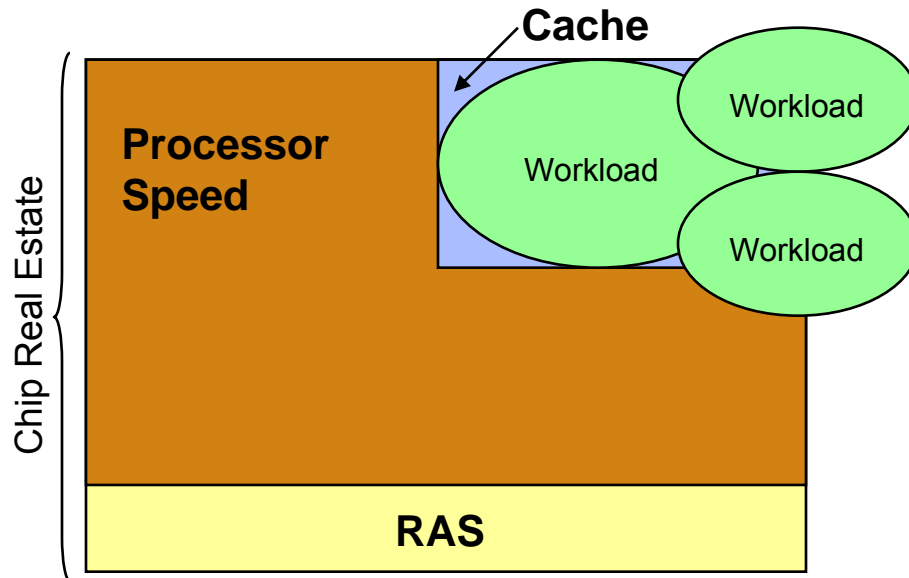 Cache
Processor
Speed
Workload
Workload
Workload
Chip Real Estate
RAS